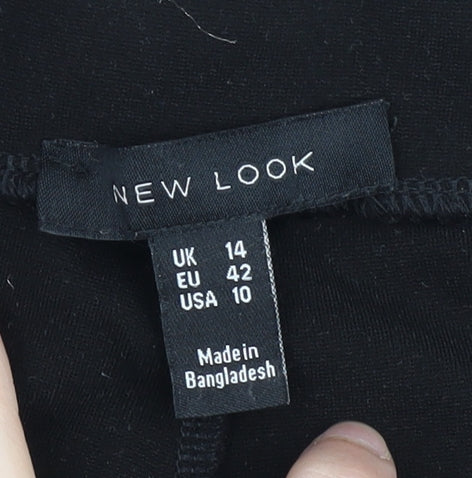 NEW LOOK
UK 14
EU 42
USA 10
Made in
Bangladesh